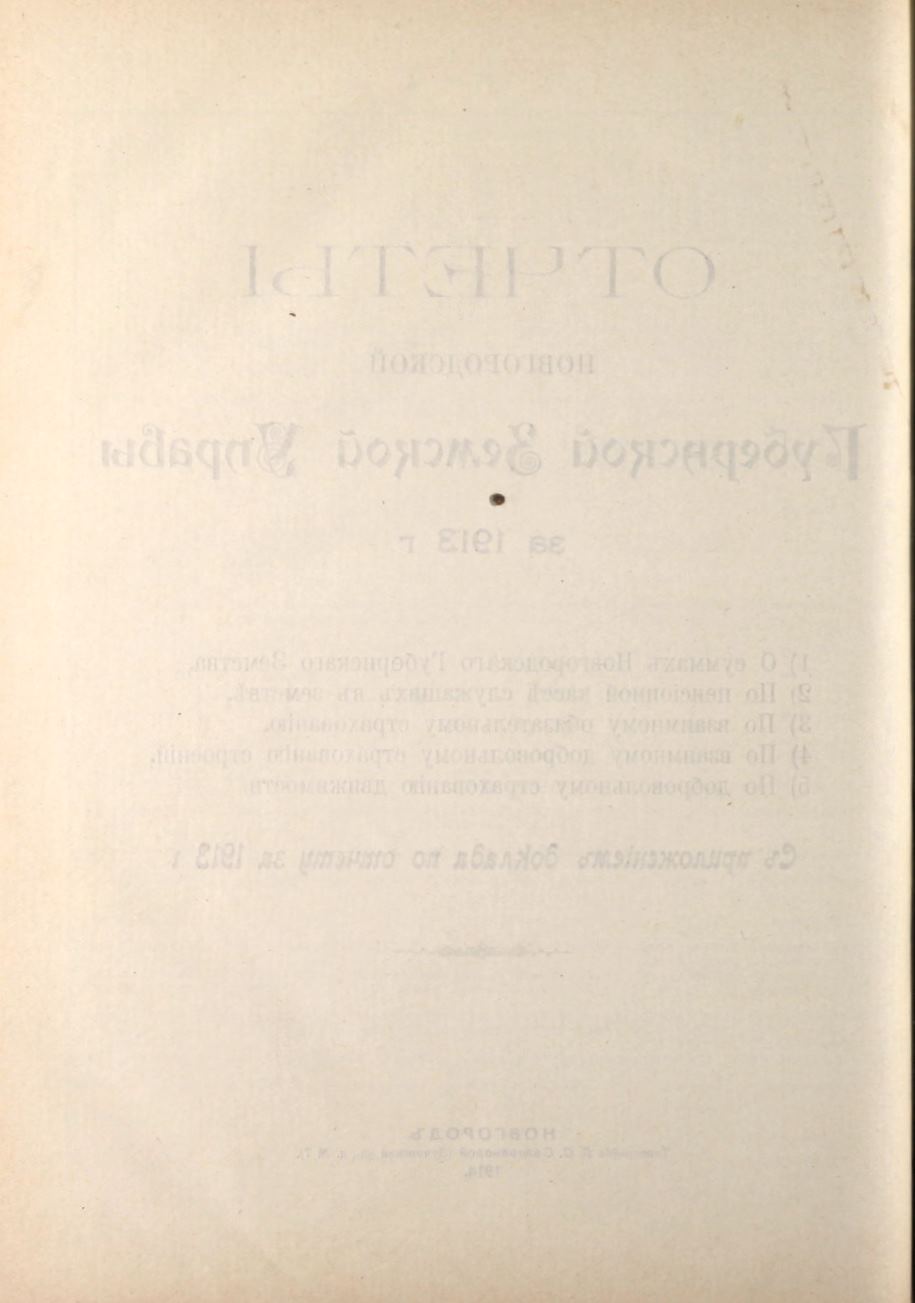 ОТЧЕТЫ
НОВГОРОДСКОЙ
Губернской Земской Управы
за 1913 г
1) О суммахъ Новгородскаго Губернскаго Земства.
2) По пенсіонной кассѣ служащихъ въ земствѣ.
3) По взаимному обязательному страхованію.
4) По взаимному добровольному страхованію строеній.
5) По добровольному страхованію движимости.
Съ приложеніемъ доклада по отчету за 1913 г
НОВГОРОДЪ
1914.